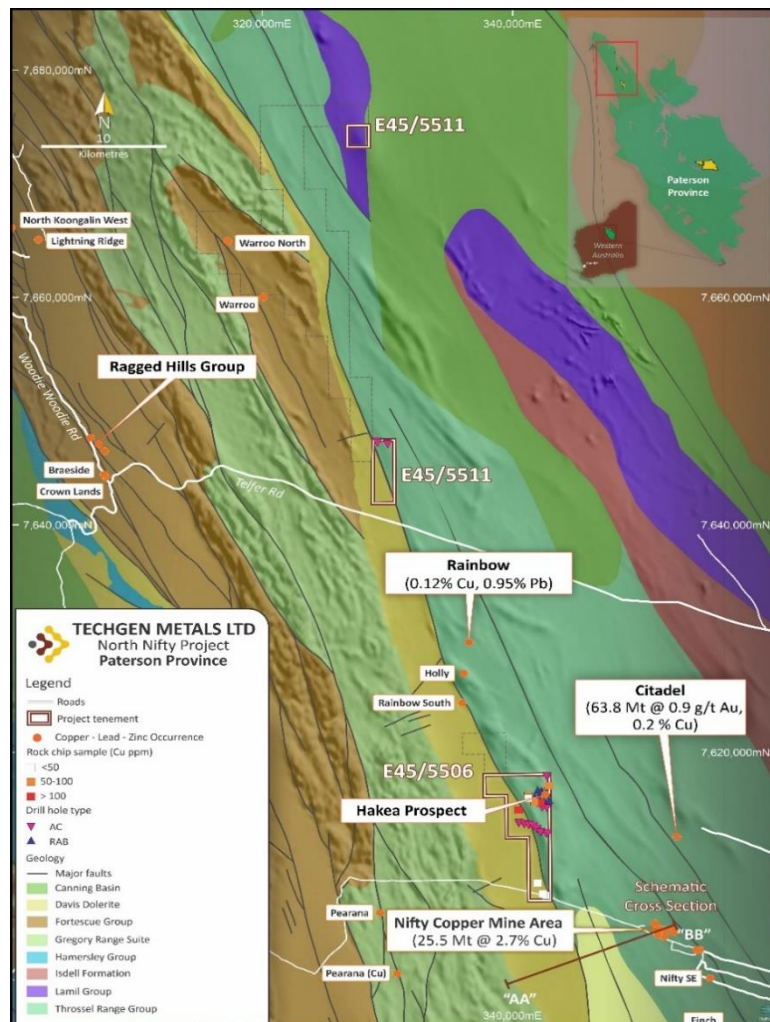 320,000mE
340,000mE
7,680,000mN
N
10
Kilometres
E45/5511
Paterson
Province
Western
Australia
North Koongalin West
Lightning Ridge
Warroo North
7,660,000mN
7,660,000mN
Warroo
Ragged Hills Group
Woodie Woodie Rd
Braeside
Crown Lands
E45/5511
Telfer Rd
7,640,000mN
7,640,000mN
Rainbow
(0.12% Cu, 0.95% Pb)
Holly
Rainbow South
Citadel
(63.8 Mt @ 0.9 g/t Au,
0.2 % Cu)
7,620,000mN
E45/5506
Hakea Prospect
Schematic
Cross Section
Pearana
Nifty Copper Mine Area
(25.5 Mt @ 2.7% Cu)
"BB"
Pearana (Cu)
Nifty SE
"AA"
340,000mE
Finch
TECHGEN METALS LTD
North Nifty Project
Paterson Province
Legend
Roads
Project tenement
Copper - Lead - Zinc Occurrence
Rock chip sample (Cu ppm)
<50
50-100
> 100
Drill hole type
AC
RAB
Geology
Major faults
Canning Basin
Davis Dolerite
Fortescue Group
Gregory Range Suite
Hamersley Group
Isdell Formation
Lamil Group
Throssel Range Group